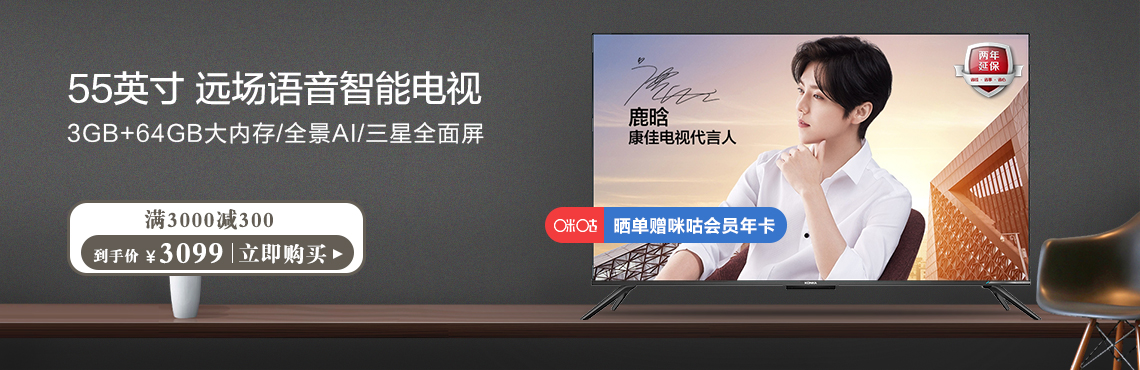 55英寸 远场语音智能电视
3GB+64GB大内存/全景AI/三星全面屏
满3000减300
到手价 ¥3099 立即购买
鹿晗
康佳电视代言人
两年
延保
咪咕 晒单赠咪咕会员年卡
KONKA